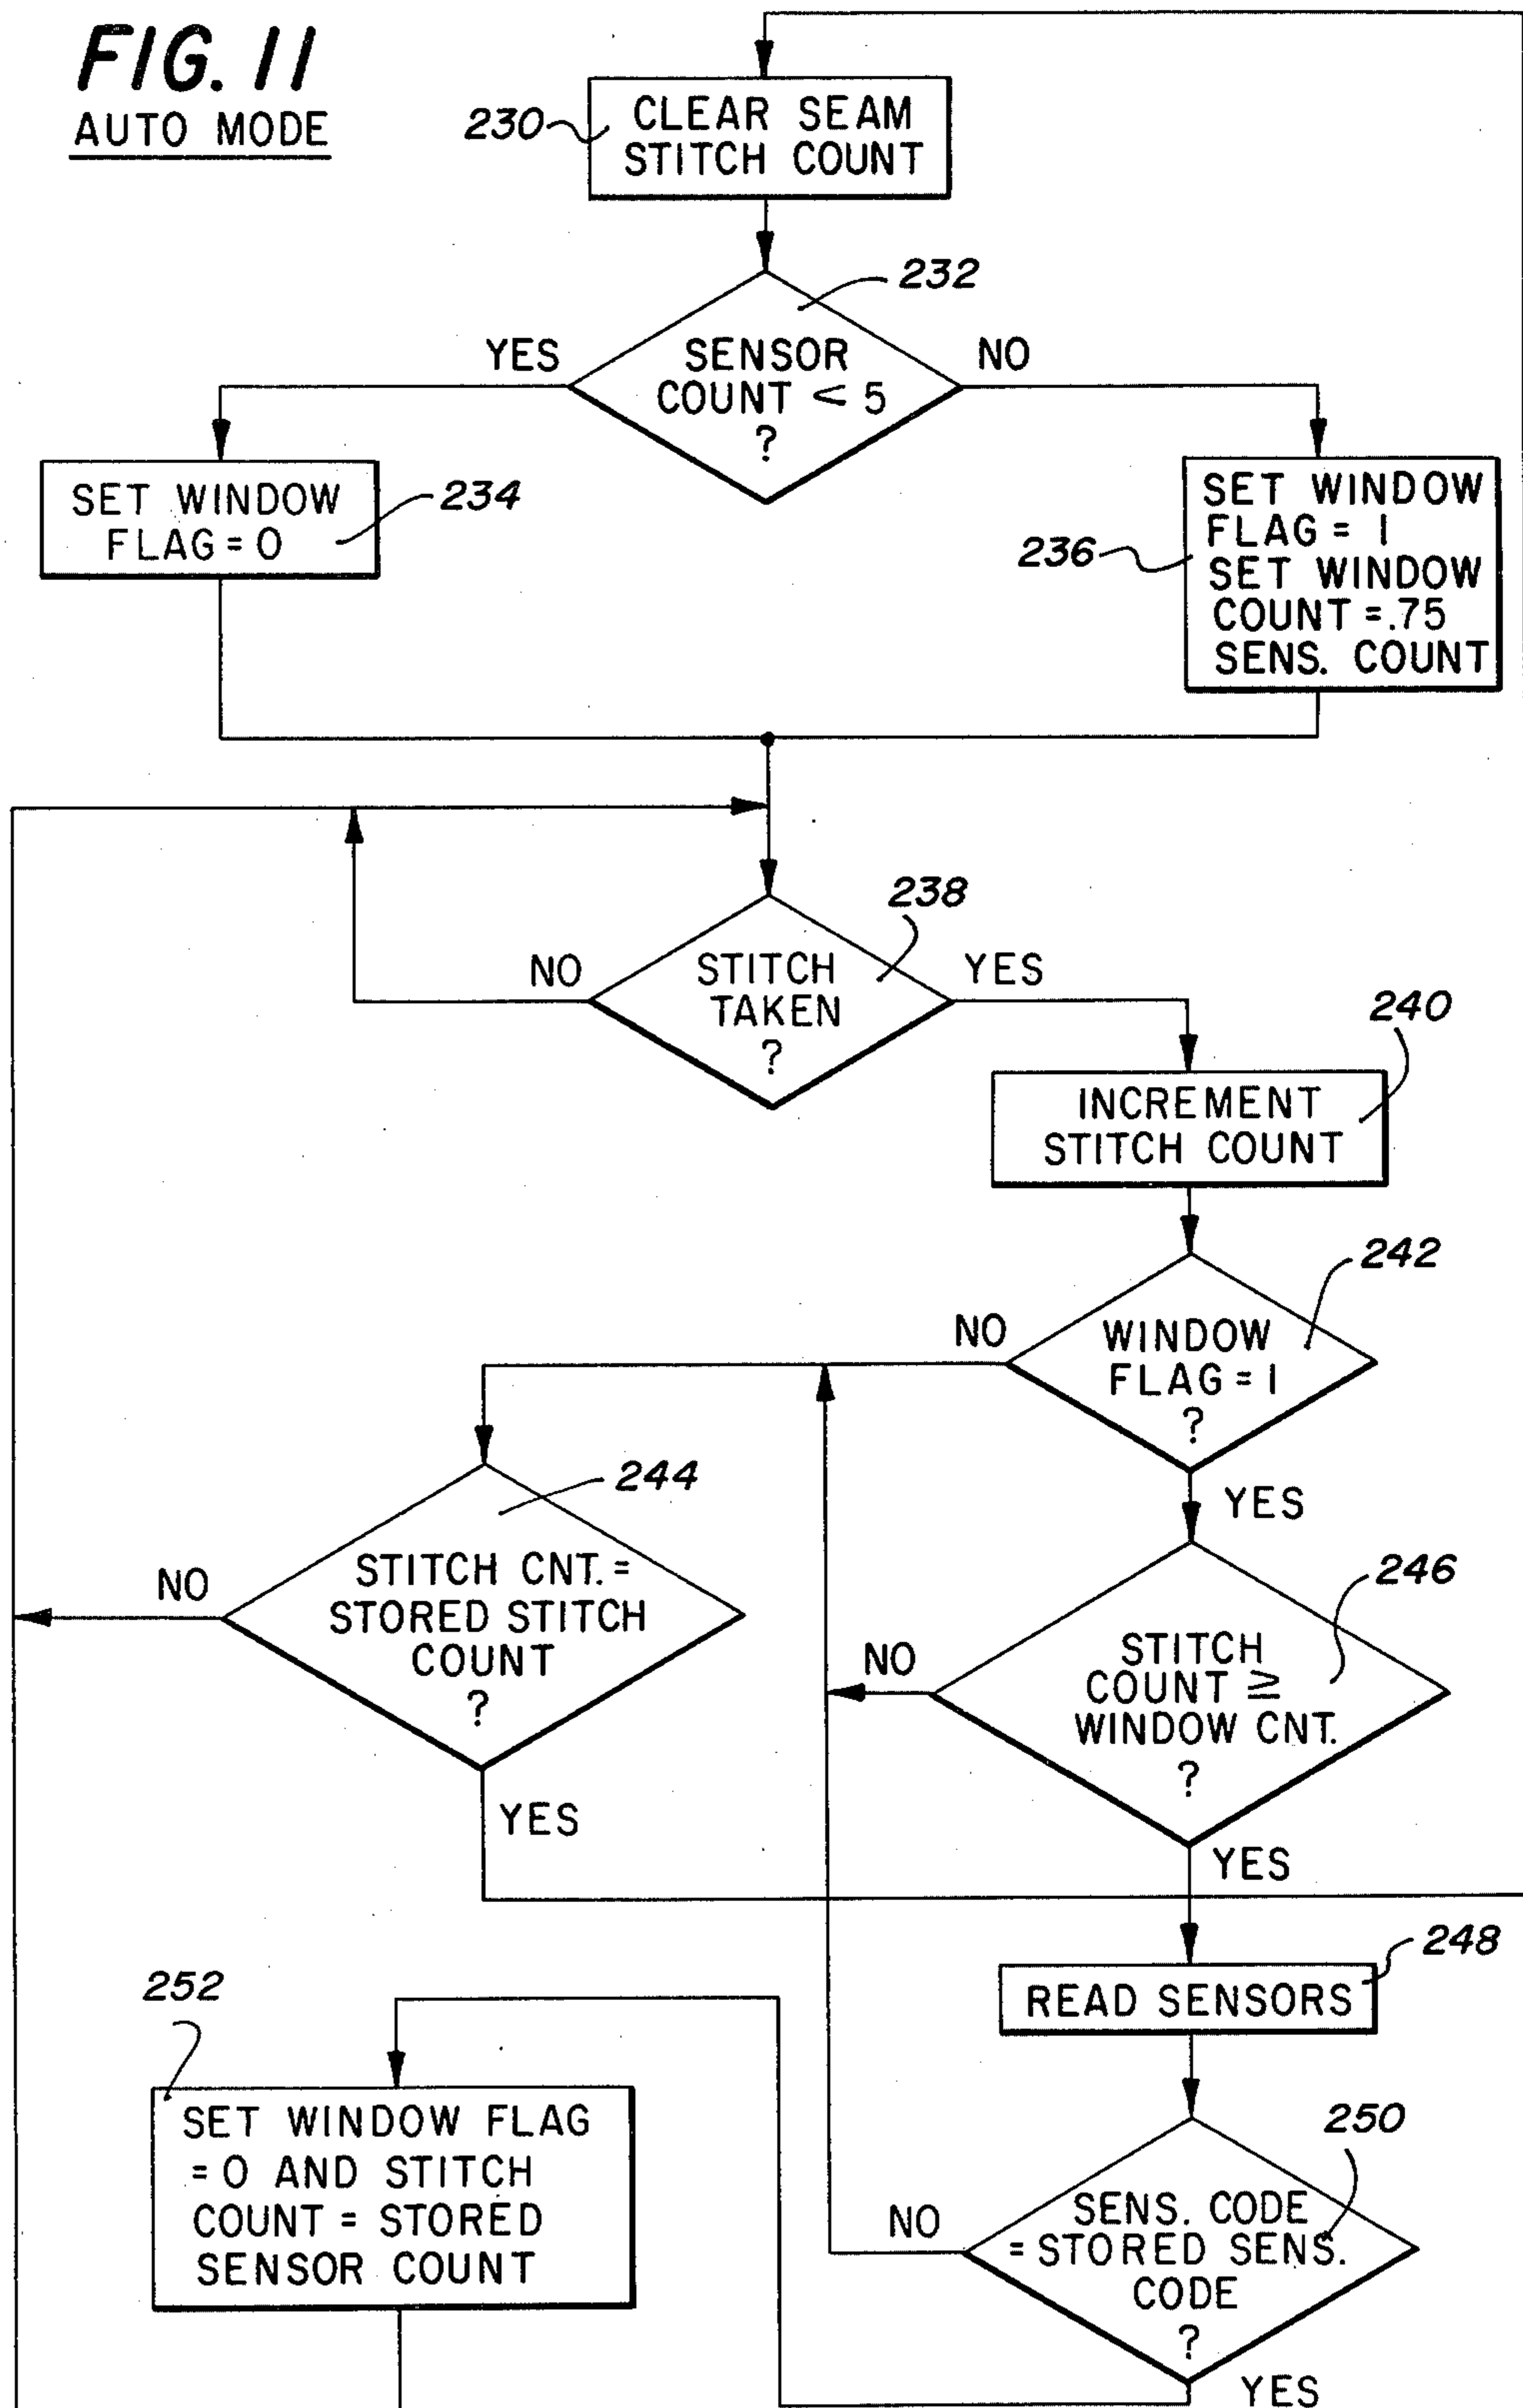 FIG. 11
AUTO MODE
230
CLEAR SEAM
STITCH COUNT
232
YES
SENSOR
COUNT < 5
?
NO
SET WINDOW
FLAG = 0
234
236
SET WINDOW
FLAG = 1
SET WINDOW
COUNT = .75
SENS. COUNT
238
NO
STITCH
TAKEN
?
YES
240
INCREMENT
STITCH COUNT
242
NO
WINDOW
FLAG = 1
?
YES
244
NO
STITCH CNT. =
STORED STITCH
COUNT
?
YES
246
NO
STITCH
COUNT ≥
WINDOW CNT.
?
YES
248
READ SENSORS
252
SET WINDOW FLAG
= 0 AND STITCH
COUNT = STORED
SENSOR COUNT
250
NO
SENS. CODE
= STORED SENS.
CODE
?
YES